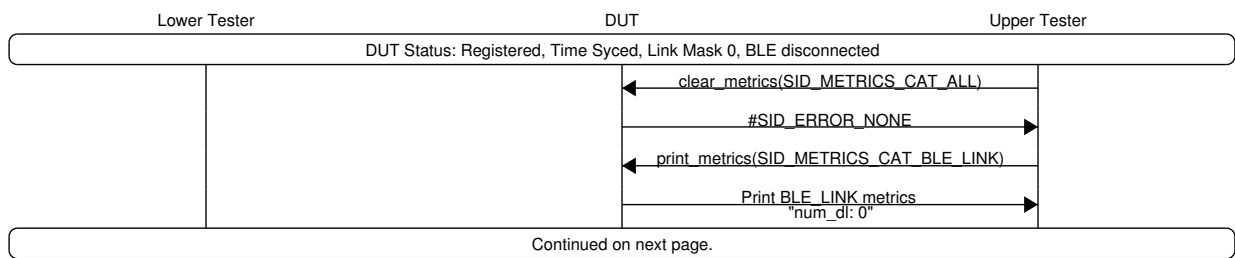 Lower Tester
DUT
Upper Tester
DUT Status: Registered, Time Syced, Link Mask 0, BLE disconnected
clear_metrics(SID_METRICS_CAT_ALL)
#SID_ERROR_NONE
print_metrics(SID_METRICS_CAT_BLE_LINK)
Print BLE_LINK metrics
"num_dl: 0"
Continued on next page.